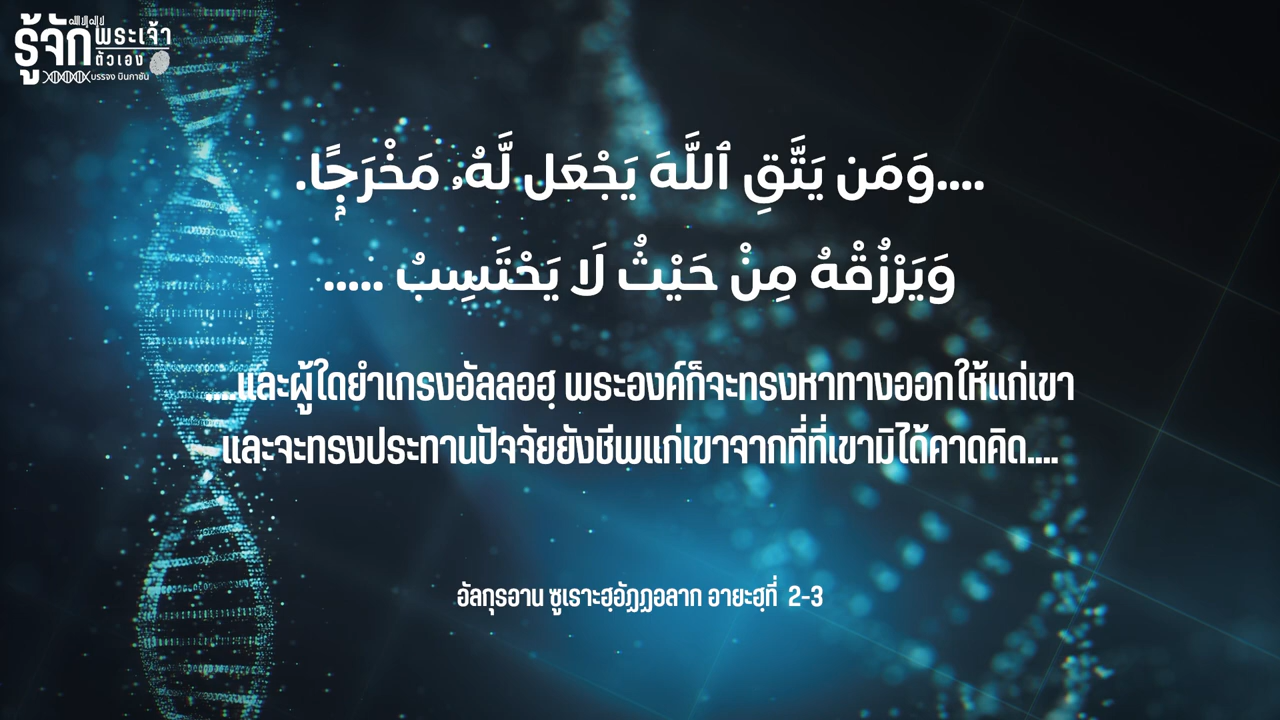 รู้จัก
พระเจ้า
ตัวเอง
บรรจง บินกาซัน
....وَمَن يَتَّقِ ٱللَّهَ يَجْعَل لَّهُۥ مَخْرَجًۭا.
وَيَرْزُقْهُ مِنْ حَيْثُ لَا يَحْتَسِبُ .....
....และผู้ใดยำเกรงอัลลอฮฺ พระองค์ก็จะทรงหาทางออกให้แก่เขา
และจะทรงประทานปัจจัยยังชีพแก่เขาจากที่ที่เขามิได้คาดคิด....
อัลกุรอาน ซูเราะฮฺอัฏฏอลาก อายะฮฺที่ 2-3